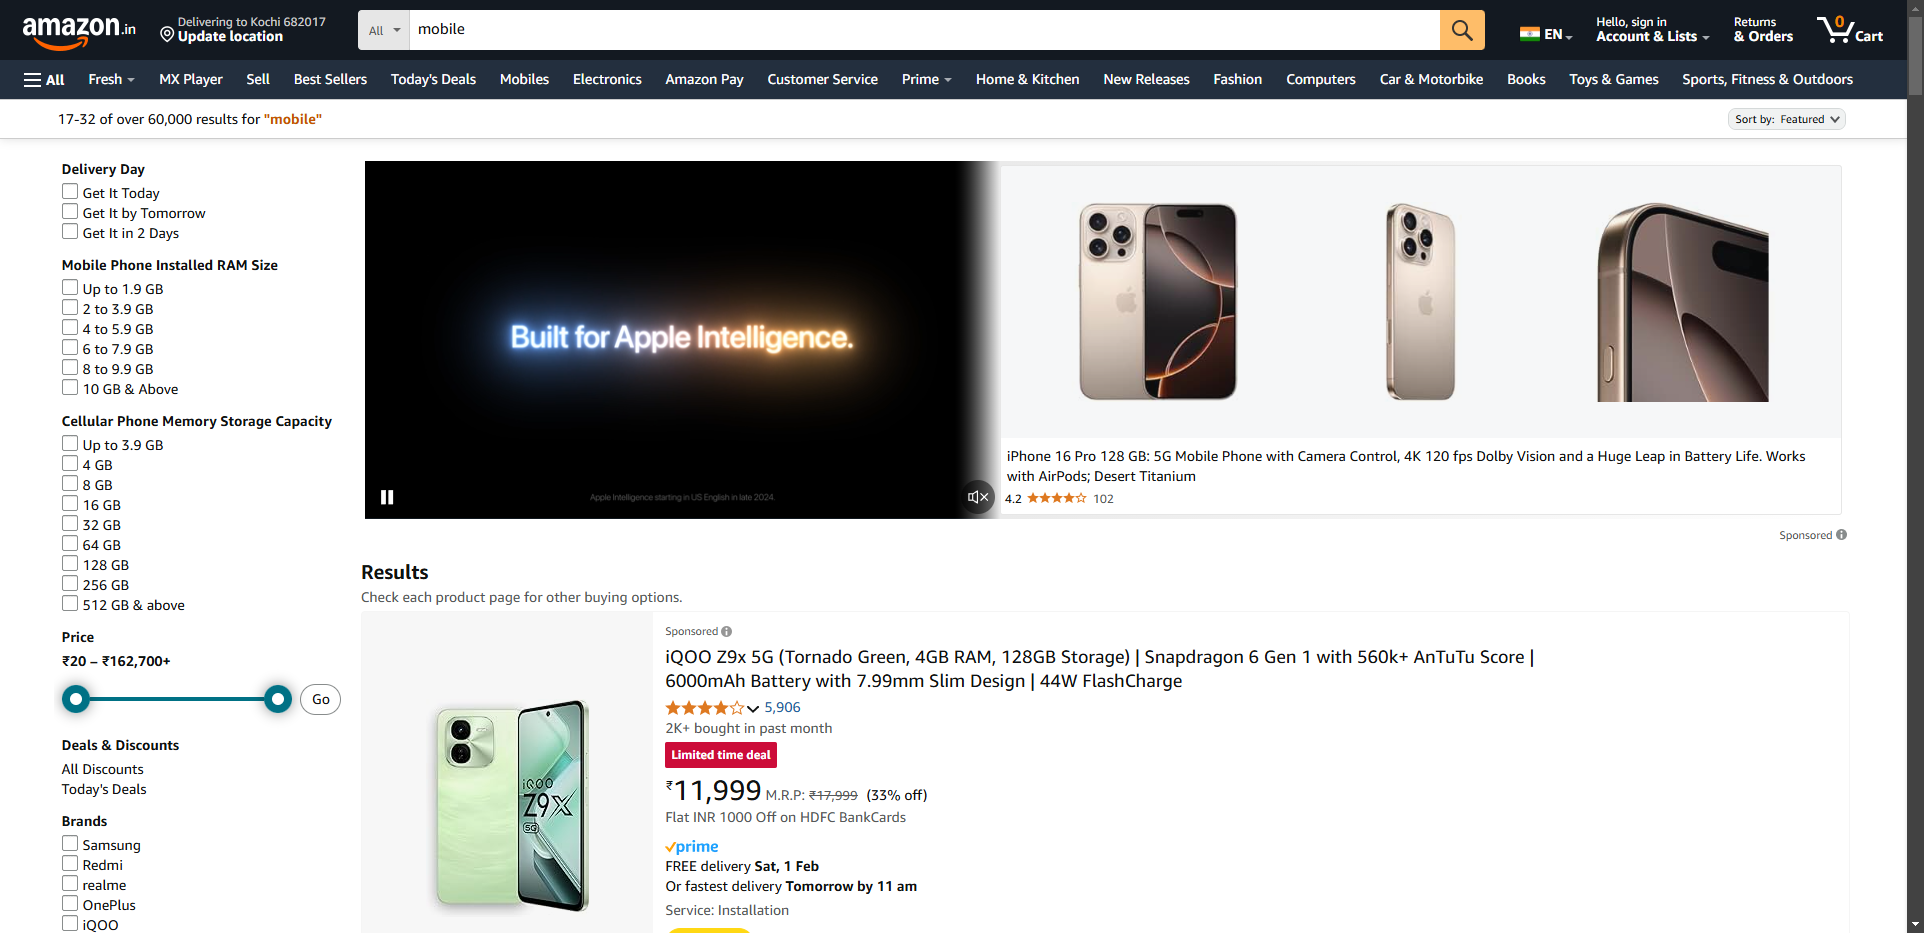 amazon.in
Delivering to Kochi 682017
Update location
All
mobile
EN
Hello, sign in
Account & Lists
Returns
& Orders
0
Cart
All
Fresh
MX Player
Sell
Best Sellers
Today's Deals
Mobiles
Electronics
Amazon Pay
Customer Service
Prime
Home & Kitchen
New Releases
Fashion
Computers
Car & Motorbike
Books
Toys & Games
Sports, Fitness & Outdoors
17-32 of over 60,000 results for "mobile"
Sort by: Featured
Delivery Day
Get It Today
Get It by Tomorrow
Get It in 2 Days
Mobile Phone Installed RAM Size
Up to 1.9 GB
2 to 3.9 GB
4 to 5.9 GB
6 to 7.9 GB
8 to 9.9 GB
10 GB & Above
Cellular Phone Memory Storage Capacity
Up to 3.9 GB
4 GB
8 GB
16 GB
32 GB
64 GB
128 GB
256 GB
512 GB & above
Price
₹20 – ₹162,700+
Go
Deals & Discounts
All Discounts
Today's Deals
Brands
Samsung
Redmi
realme
OnePlus
iQOO
Built for Apple Intelligence.
Apple Intelligence starting in US English in late 2024.
iPhone 16 Pro 128 GB: 5G Mobile Phone with Camera Control, 4K 120 fps Dolby Vision and a Huge Leap in Battery Life. Works
with AirPods; Desert Titanium
4.2
102
Sponsored
Results
Check each product page for other buying options.
iQOO
Z9X
5G
Sponsored
iQOO Z9x 5G (Tornado Green, 4GB RAM, 128GB Storage) | Snapdragon 6 Gen 1 with 560k+ AnTuTu Score |
6000mAh Battery with 7.99mm Slim Design | 44W FlashCharge
5,906
2K+ bought in past month
Limited time deal
₹11,999 M.R.P: ₹17,999 (33% off)
Flat INR 1000 Off on HDFC BankCards
prime
FREE delivery Sat, 1 Feb
Or fastest delivery Tomorrow by 11 am
Service: Installation